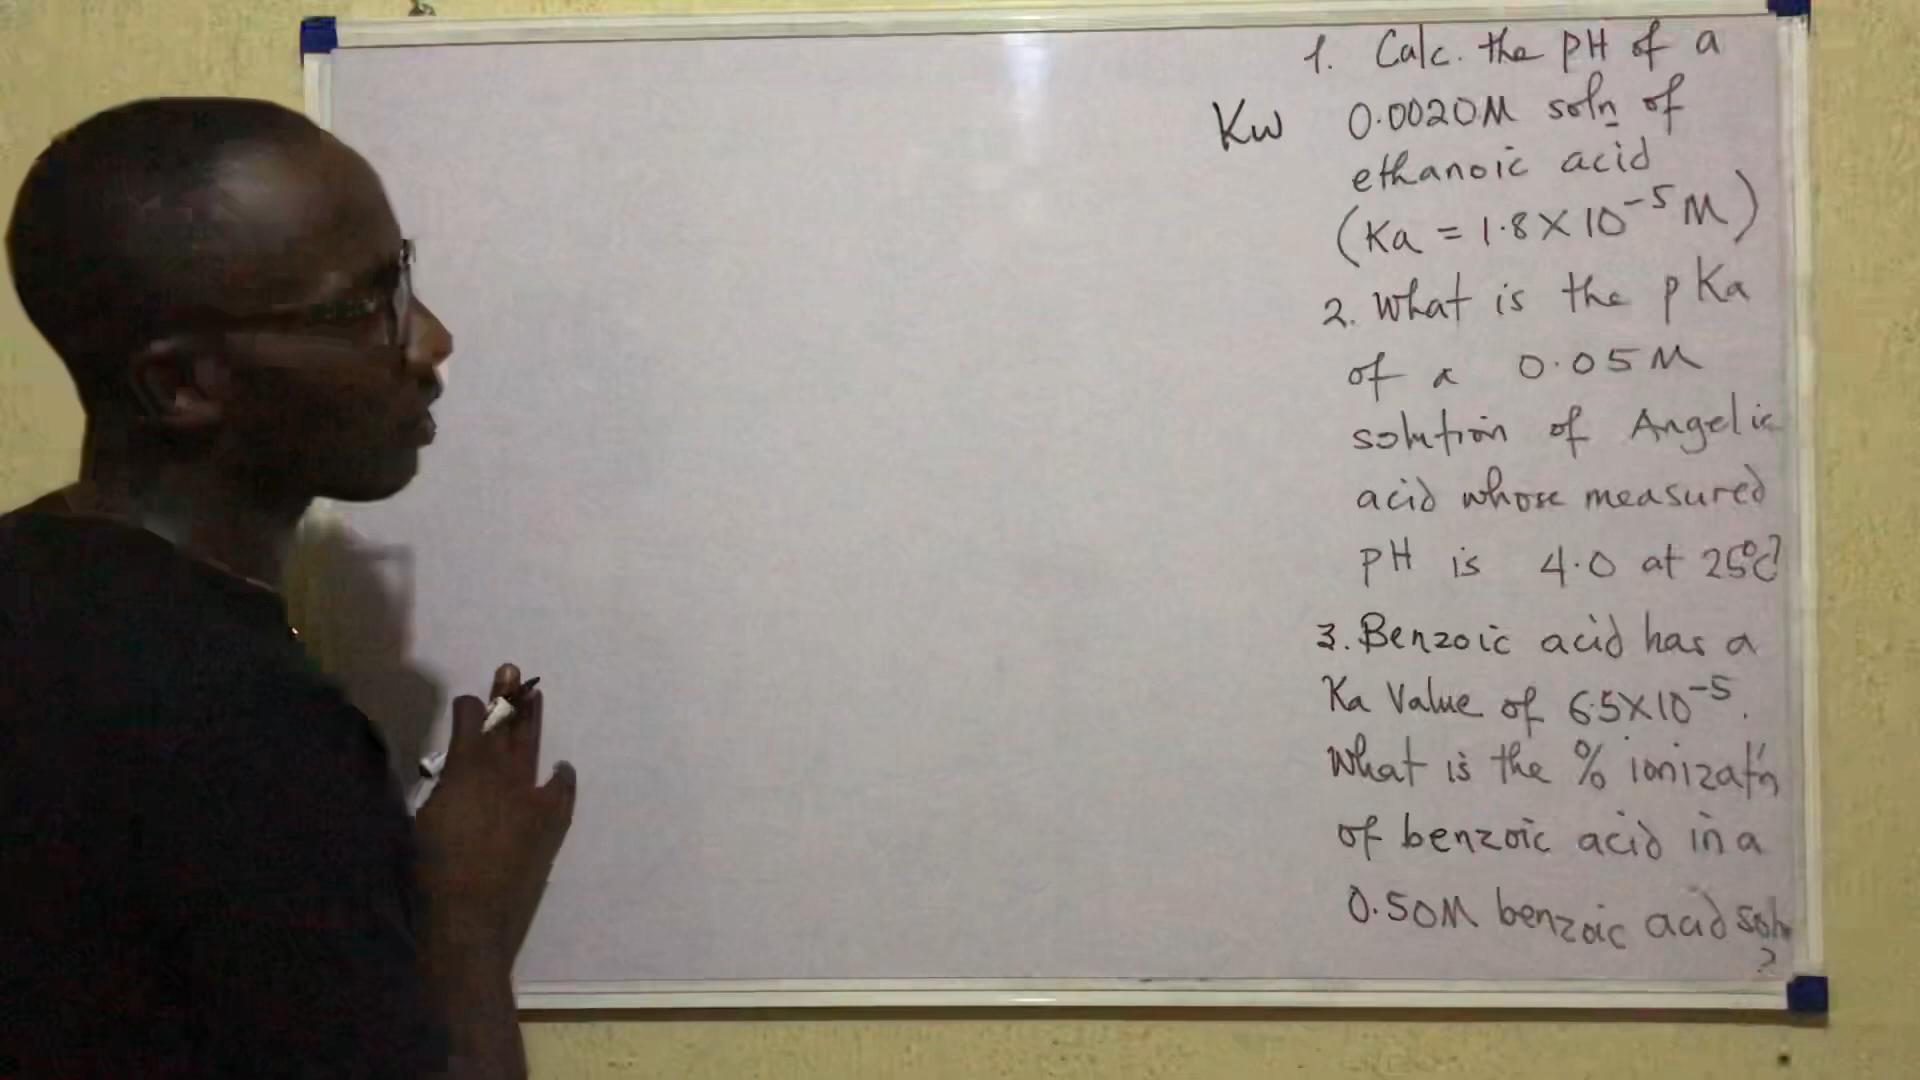 1. Calc. the pH of a
Kw 0.0020M soln of
ethanoic acid
(Ka = 1.8 X 10⁻⁵ M)
2. What is the pKa
of a 0.05M
solution of Angelic
acid whose measured
pH is 4.0 at 25°C?
3. Benzoic acid has a
Ka Value of 6.5X10⁻⁵.
What is the % ionizat'n
of benzoic acid in a
0.50M benzoic acid soln
?